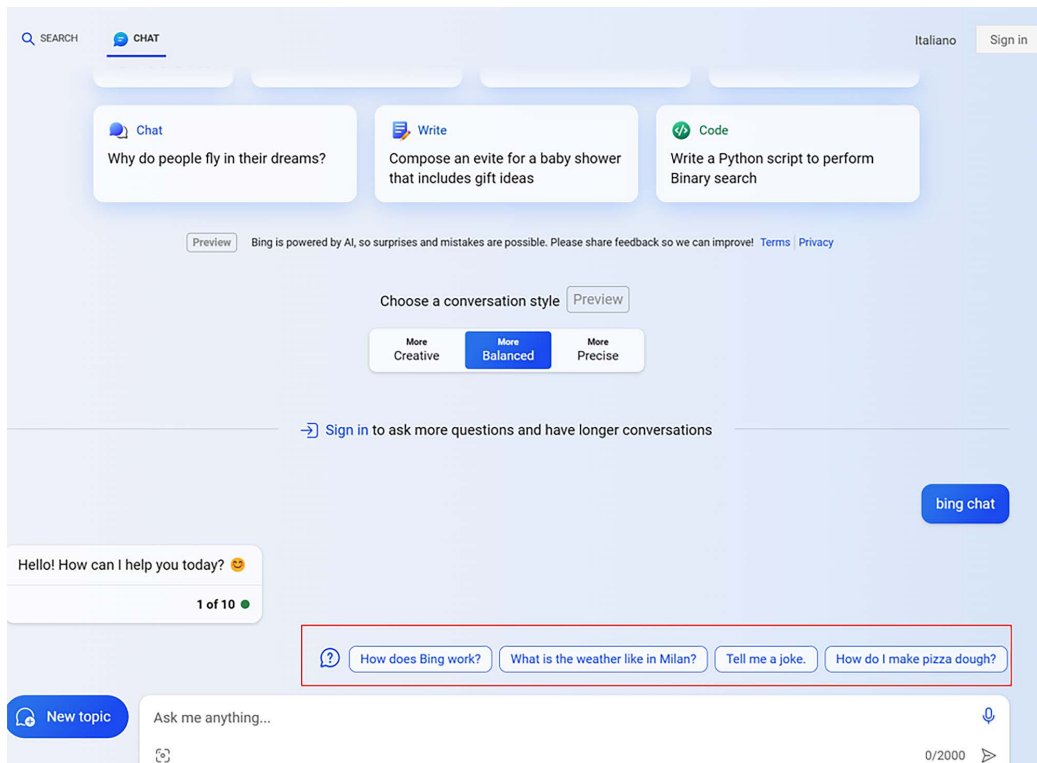 SEARCH
CHAT
Italiano
Sign in
Chat
Why do people fly in their dreams?
Write
Compose an evite for a baby shower
that includes gift ideas
Code
Write a Python script to perform
Binary search
Preview Bing is powered by AI, so surprises and mistakes are possible. Please share feedback so we can improve! Terms Privacy
Choose a conversation style Preview
More
Creative
More
Balanced
More
Precise
Sign in to ask more questions and have longer conversations
bing chat
Hello! How can I help you today? 😊
1 of 10
How does Bing work? What is the weather like in Milan? Tell me a joke. How do I make pizza dough?
New topic
Ask me anything...
0/2000